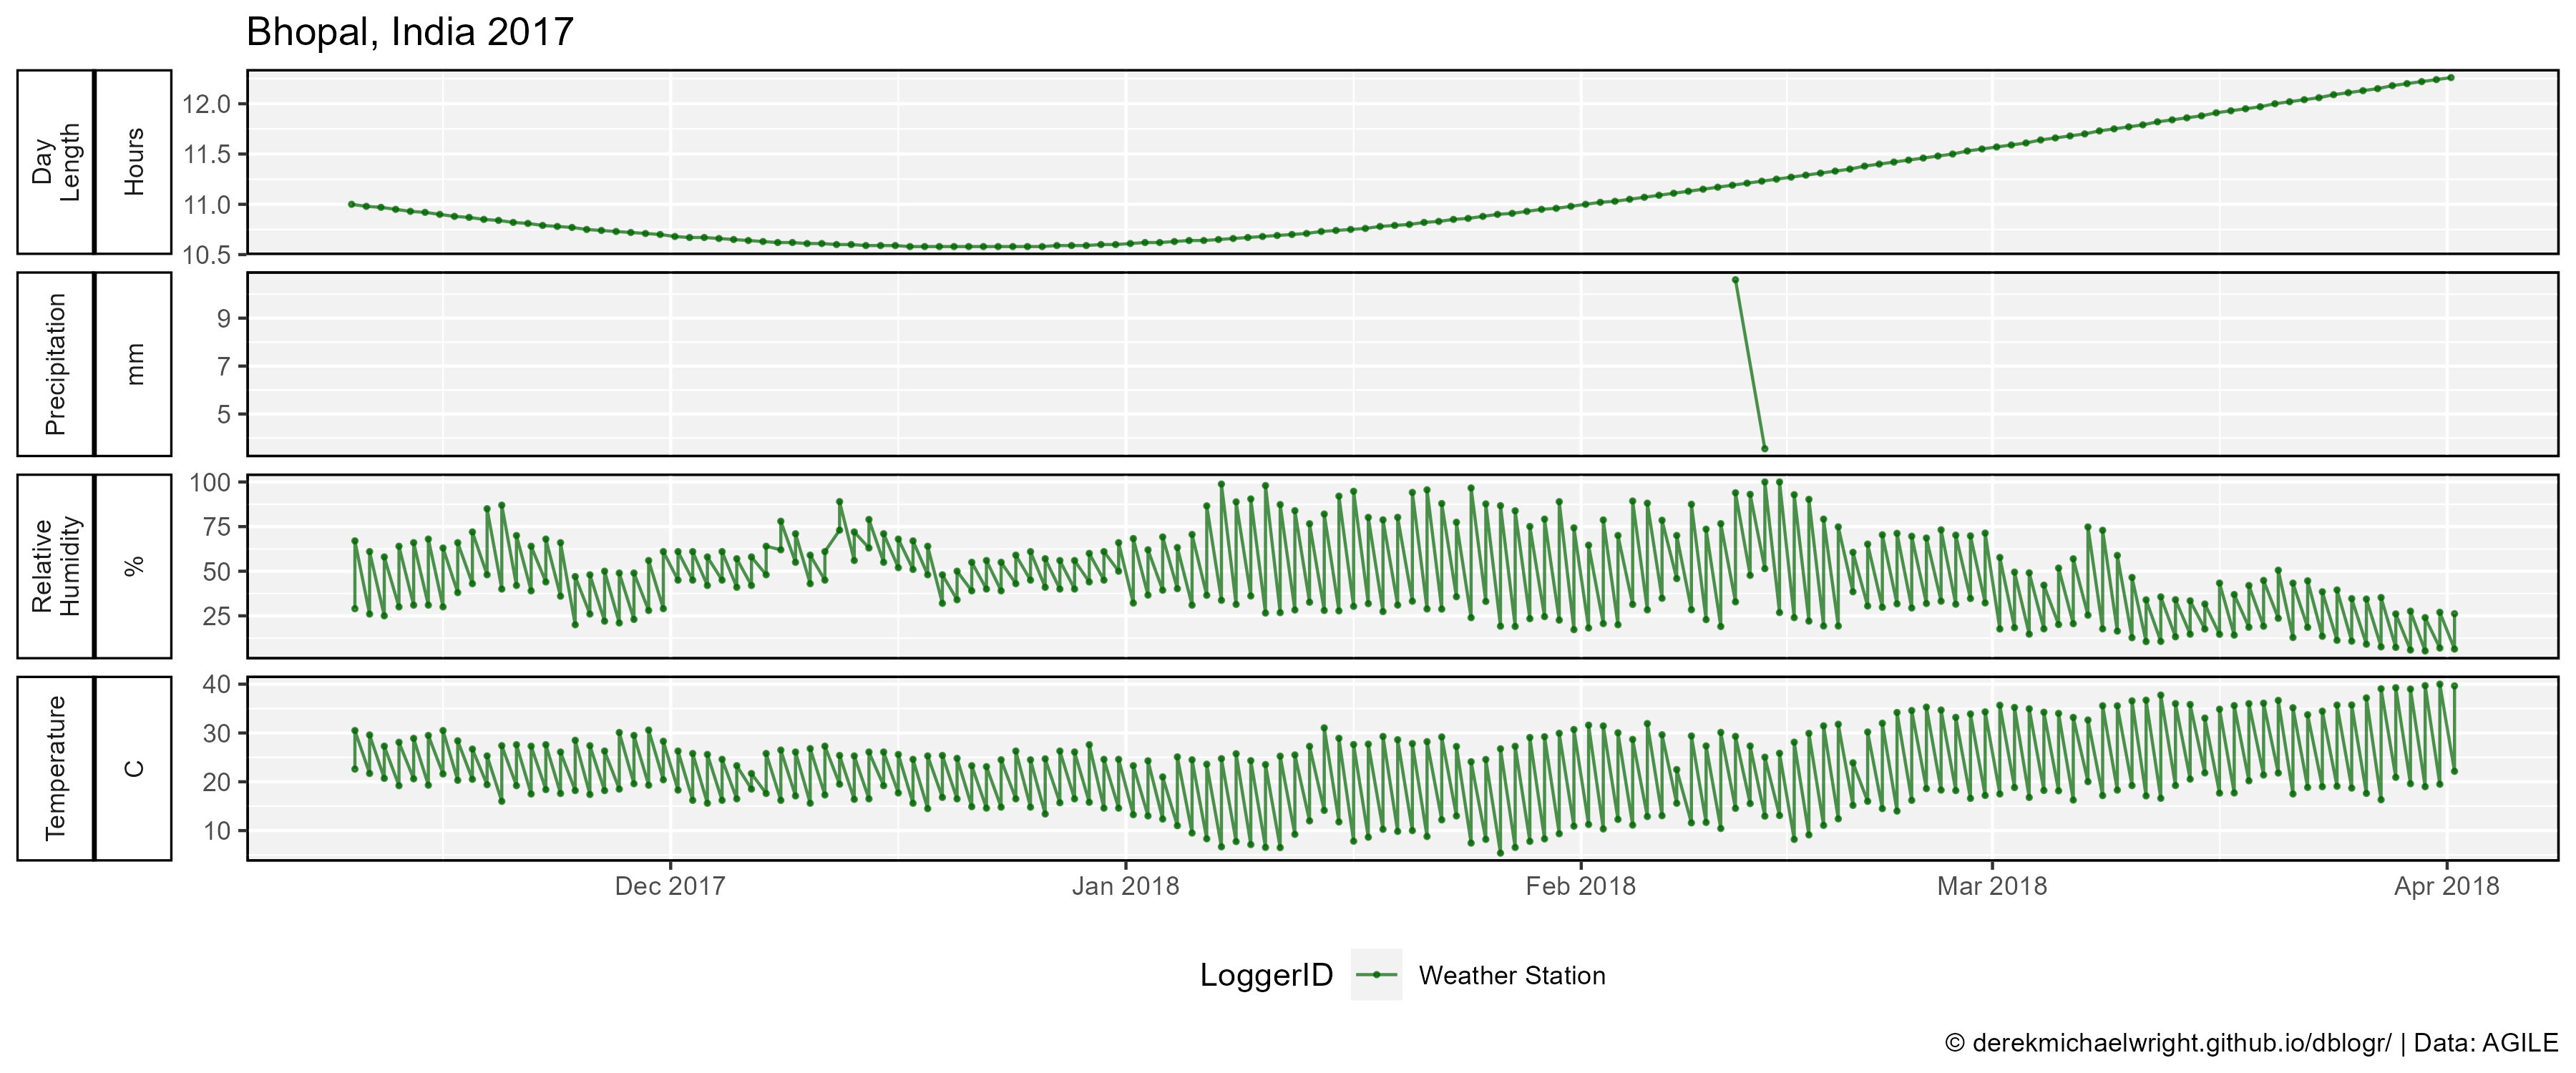 Bhopal, India 2017
Day
Length
Hours
12.0
11.5
11.0
10.5
Precipitation
mm
9
7
5
Relative
Humidity
%
100
75
50
25
Temperature
C
40
30
20
10
Dec 2017
Jan 2018
Feb 2018
Mar 2018
Apr 2018
LoggerID
Weather Station
© derekmichaelwright.github.io/dblogr/ | Data: AGILE